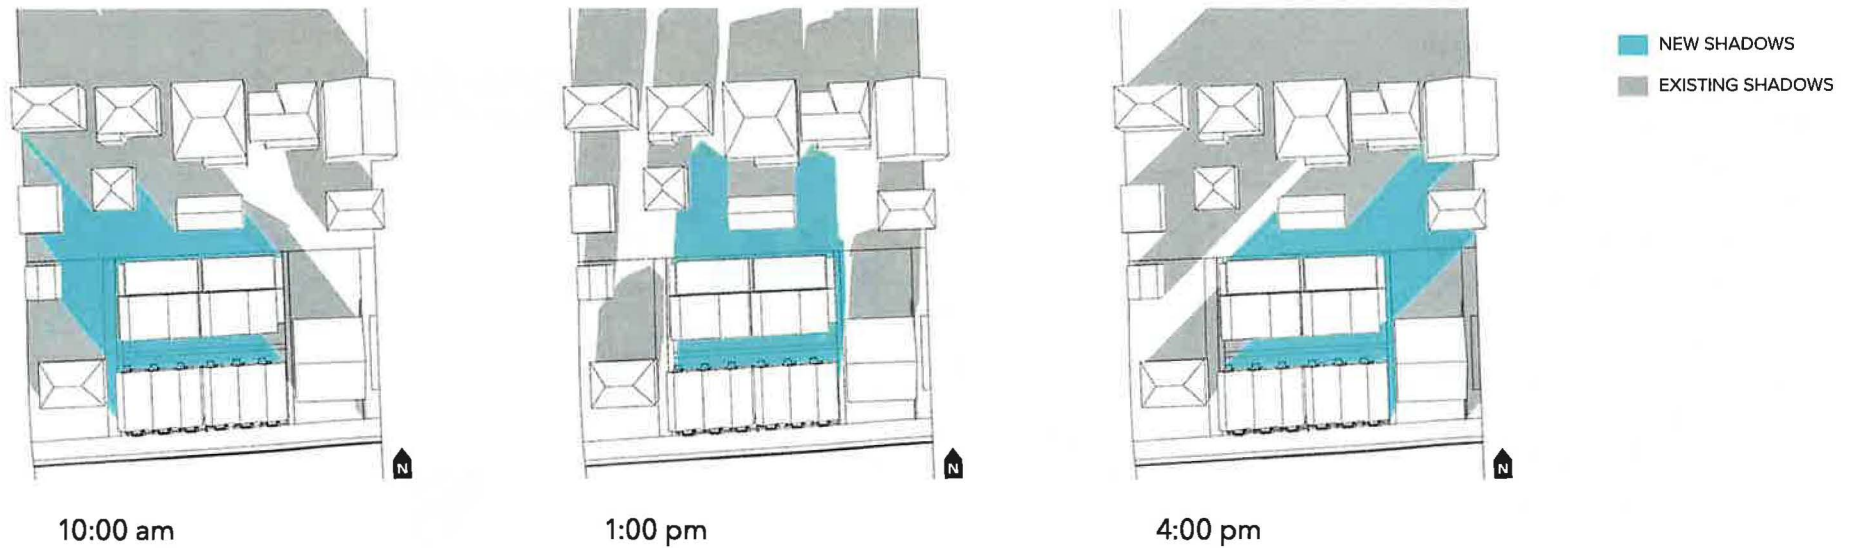 NEW SHADOWS
EXISTING SHADOWS
N
N
N
10:00 am
1:00 pm
4:00 pm